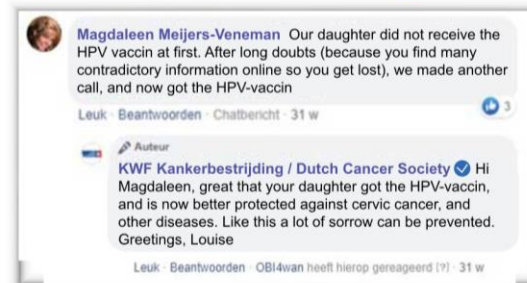 Magdaleen Meijers-Veneman Our daughter did not receive the
HPV vaccin at first. After long doubts (because you find many
contradictory information online so you get lost), we made another
call, and now got the HPV-vaccin
3
Leuk · Beantwoorden · Chatbericht · 31 w
Auteur
KWF Kankerbestrijding / Dutch Cancer Society Hi
Magdaleen, great that your daughter got the HPV-vaccin,
and is now better protected against cervic cancer, and
other diseases. Like this a lot of sorrow can be prevented.
Greetings, Louise
Leuk · Beantwoorden · OBI4wan heeft hierop gereageerd [?] · 31 w